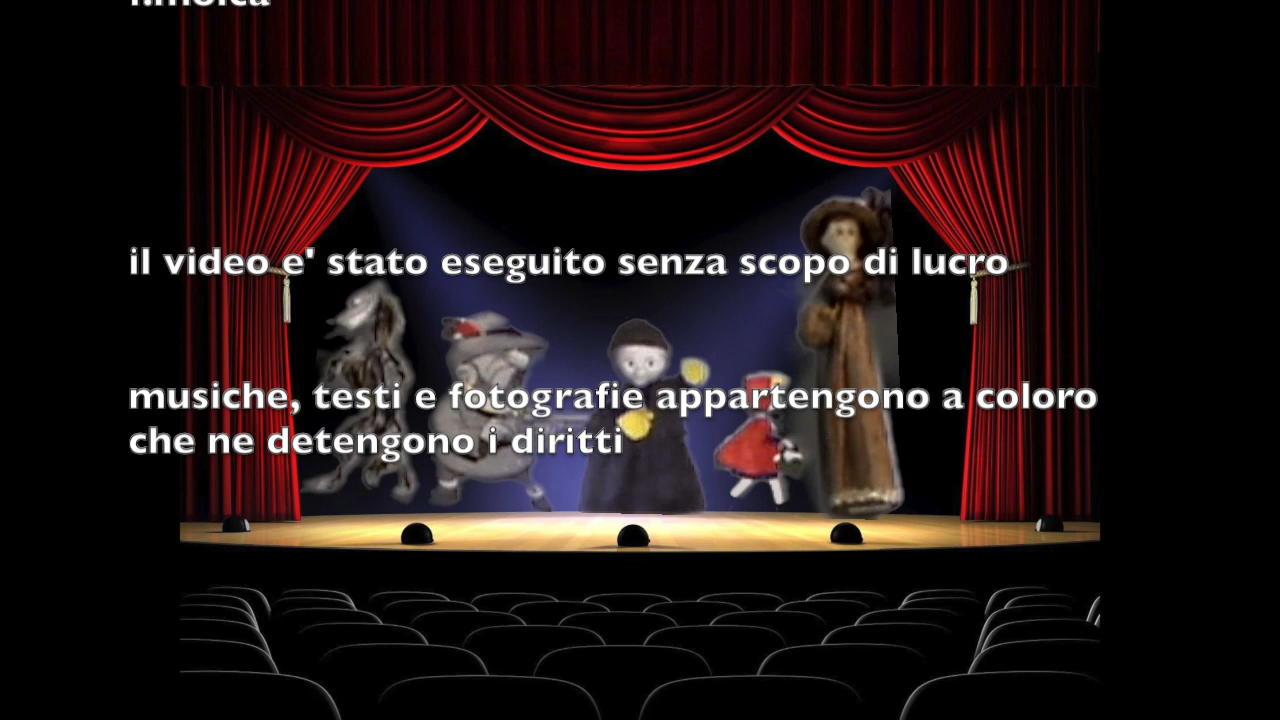 il video e' stato eseguito senza scopo di lucro
musiche, testi e fotografie appartengono a coloro
che ne detengono i diritti